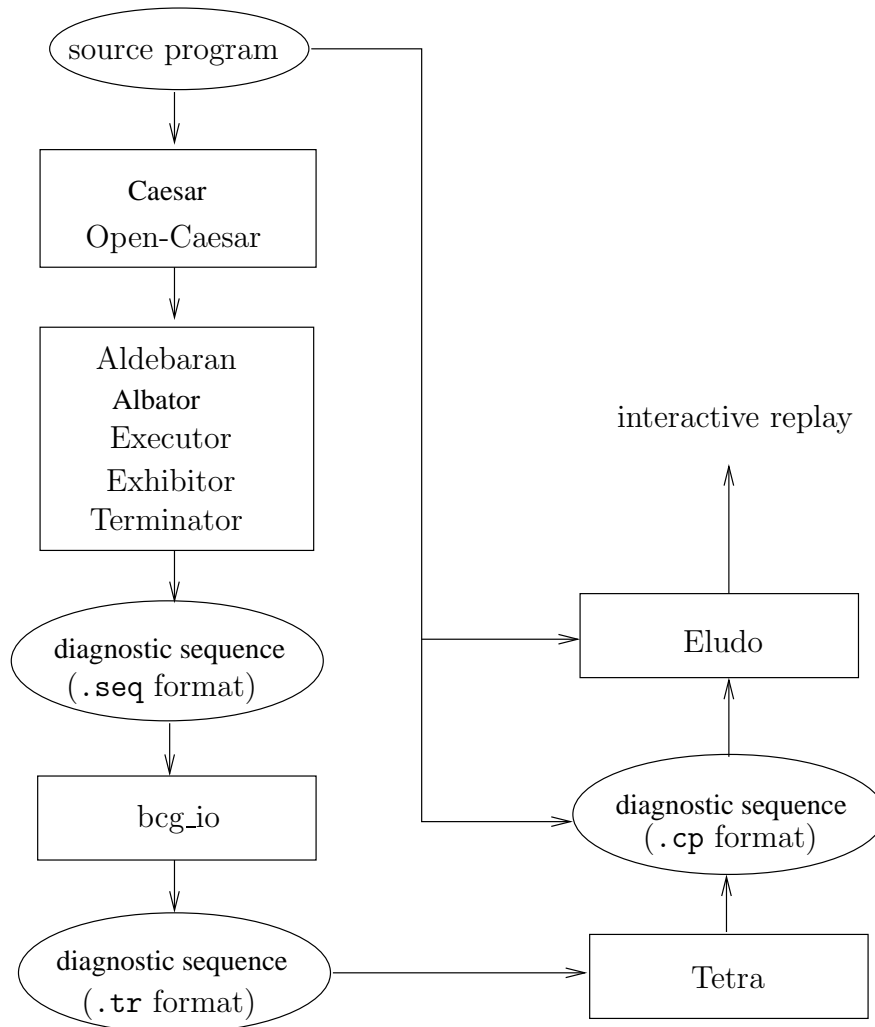 source program
Caesar
Open-Caesar
Aldebaran
Albator
Executor
Exhibitor
Terminator
diagnostic sequence
(.seq format)
bcg_io
diagnostic sequence
(.tr format)
interactive replay
Eludo
diagnostic sequence
(.cp format)
Tetra